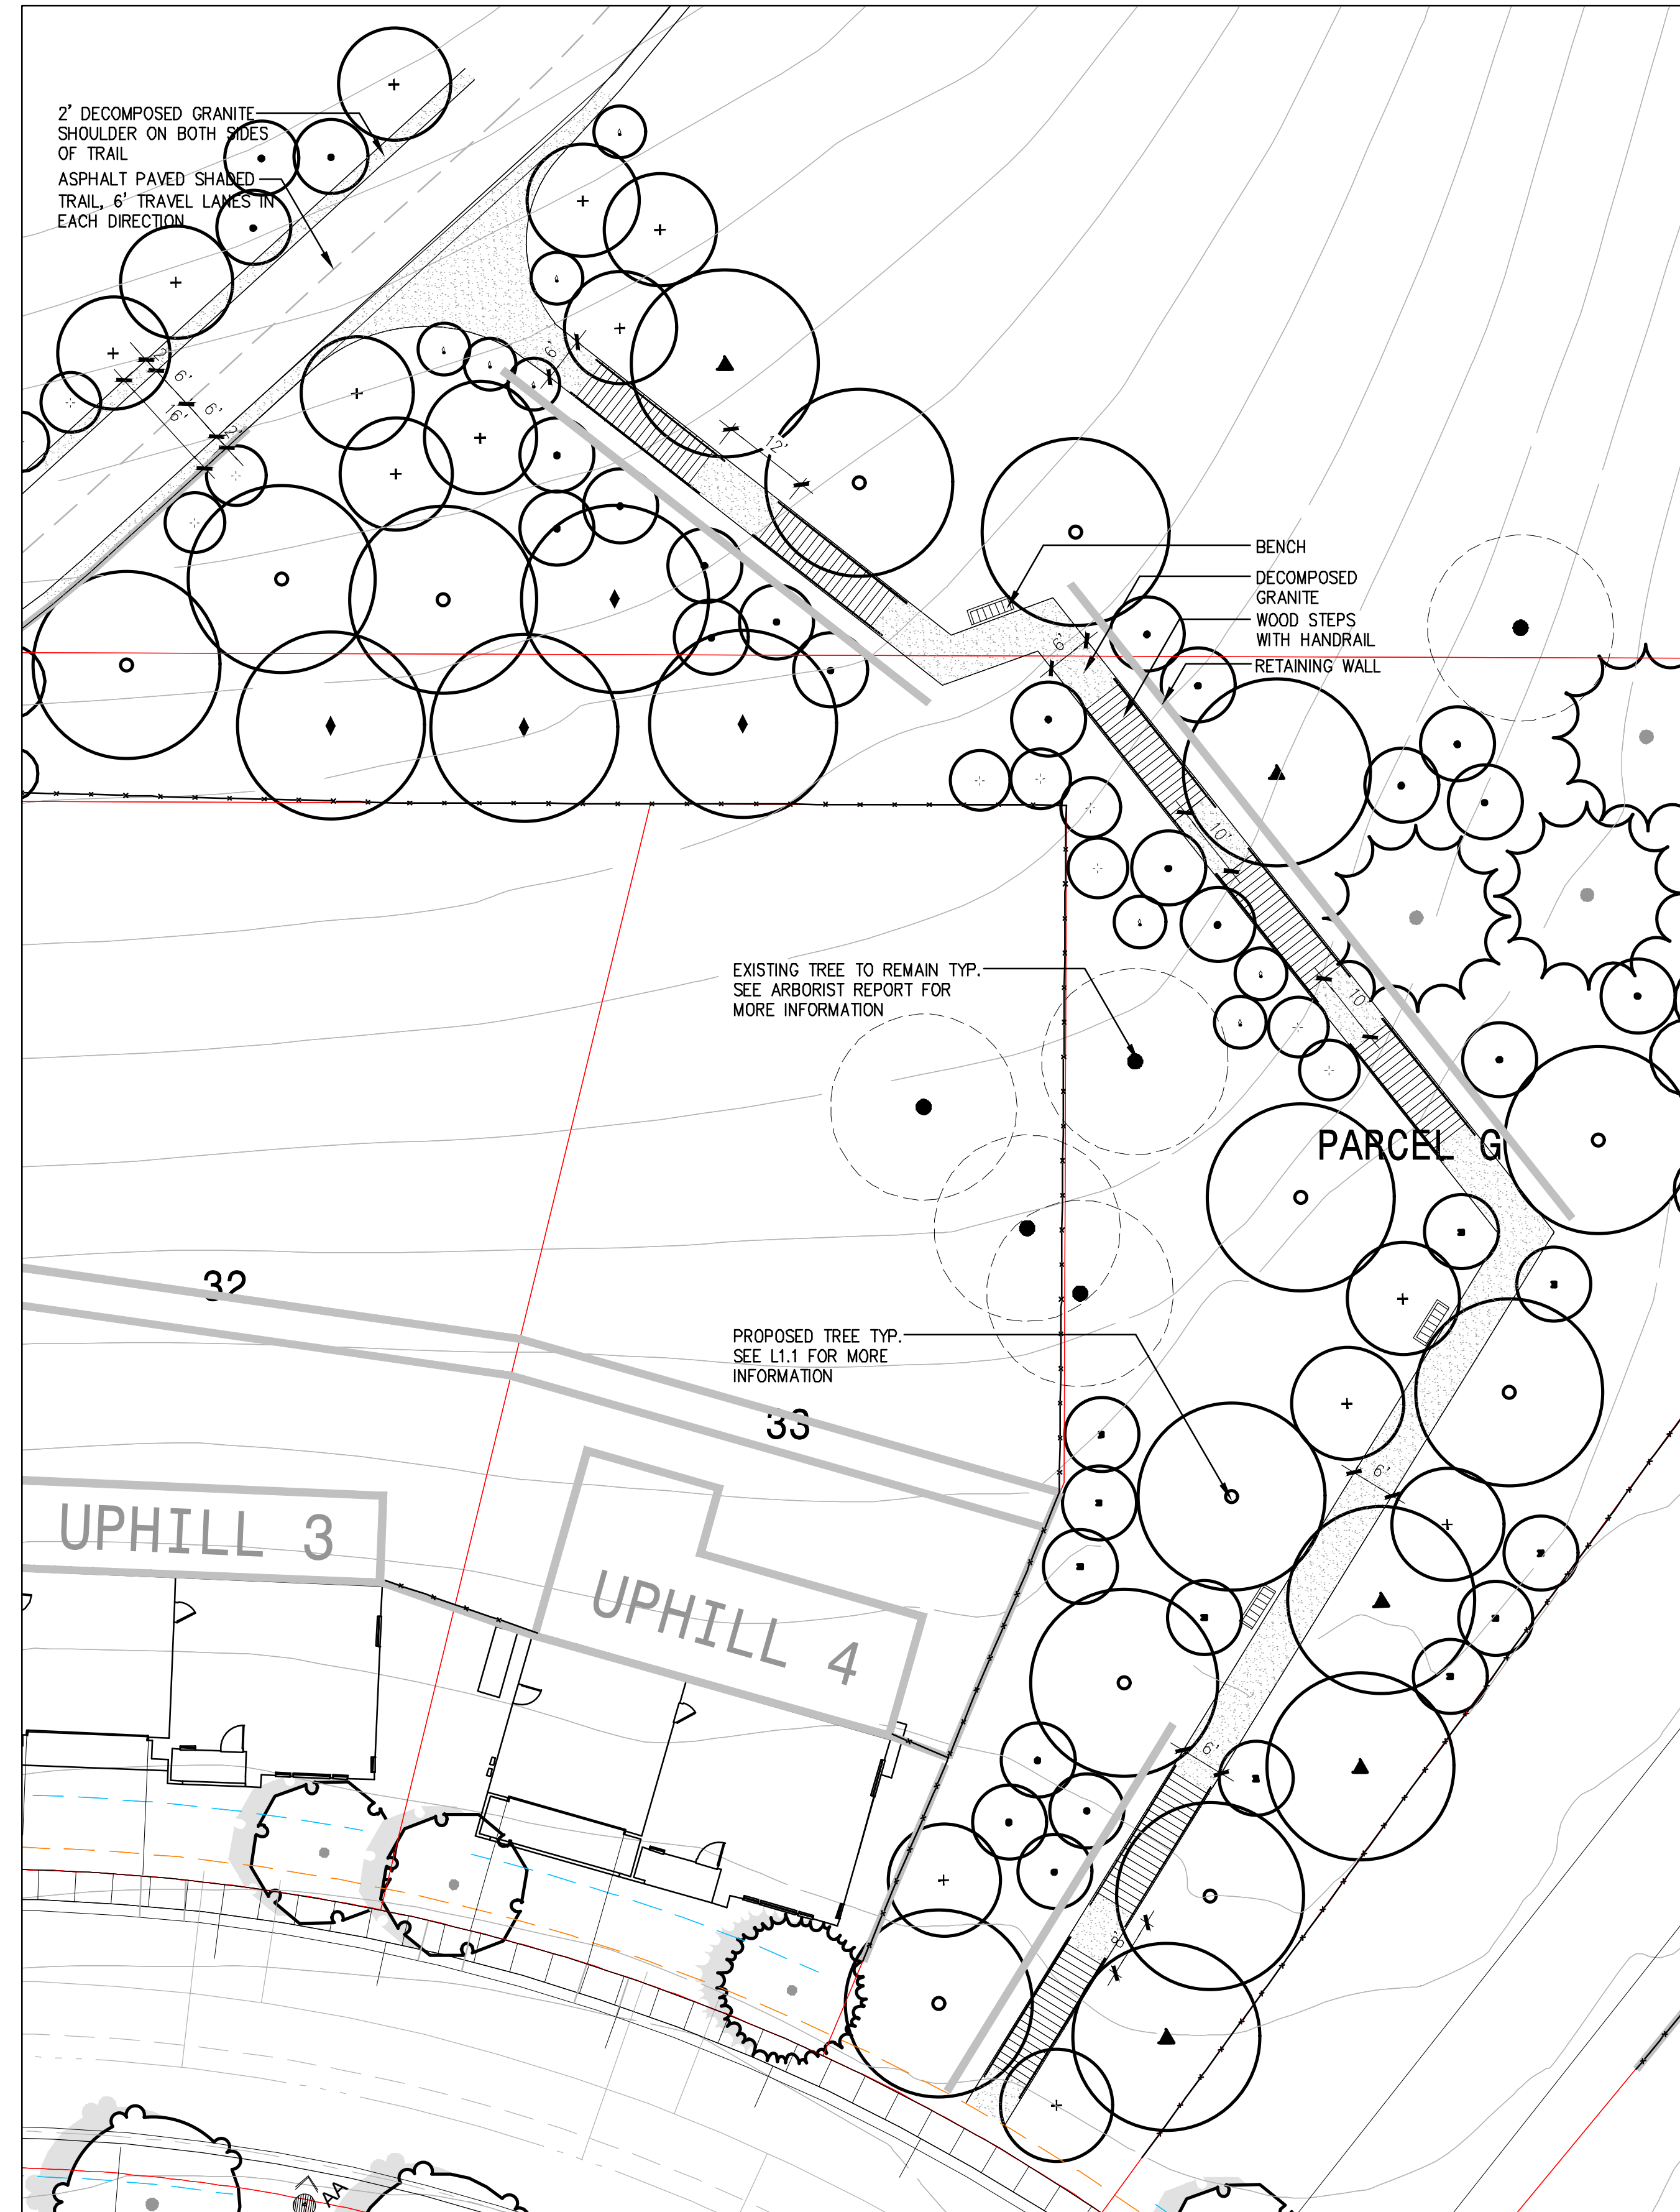 2' DECOMPOSED GRANITE
SHOULDER ON BOTH SIDES
OF TRAIL
ASPHALT PAVED SHADED
TRAIL, 6' TRAVEL LANES IN
EACH DIRECTION
6'
2'
6'
6'
2'
16'
12'
BENCH
DECOMPOSED
GRANITE
WOOD STEPS
WITH HANDRAIL
RETAINING WALL
6'
10'
EXISTING TREE TO REMAIN TYP.
SEE ARBORIST REPORT FOR
MORE INFORMATION
10'
PARCEL G
32
PROPOSED TREE TYP.
SEE L1.1 FOR MORE
INFORMATION
33
6'
UPHILL 3
UPHILL 4
6'
8'
AA